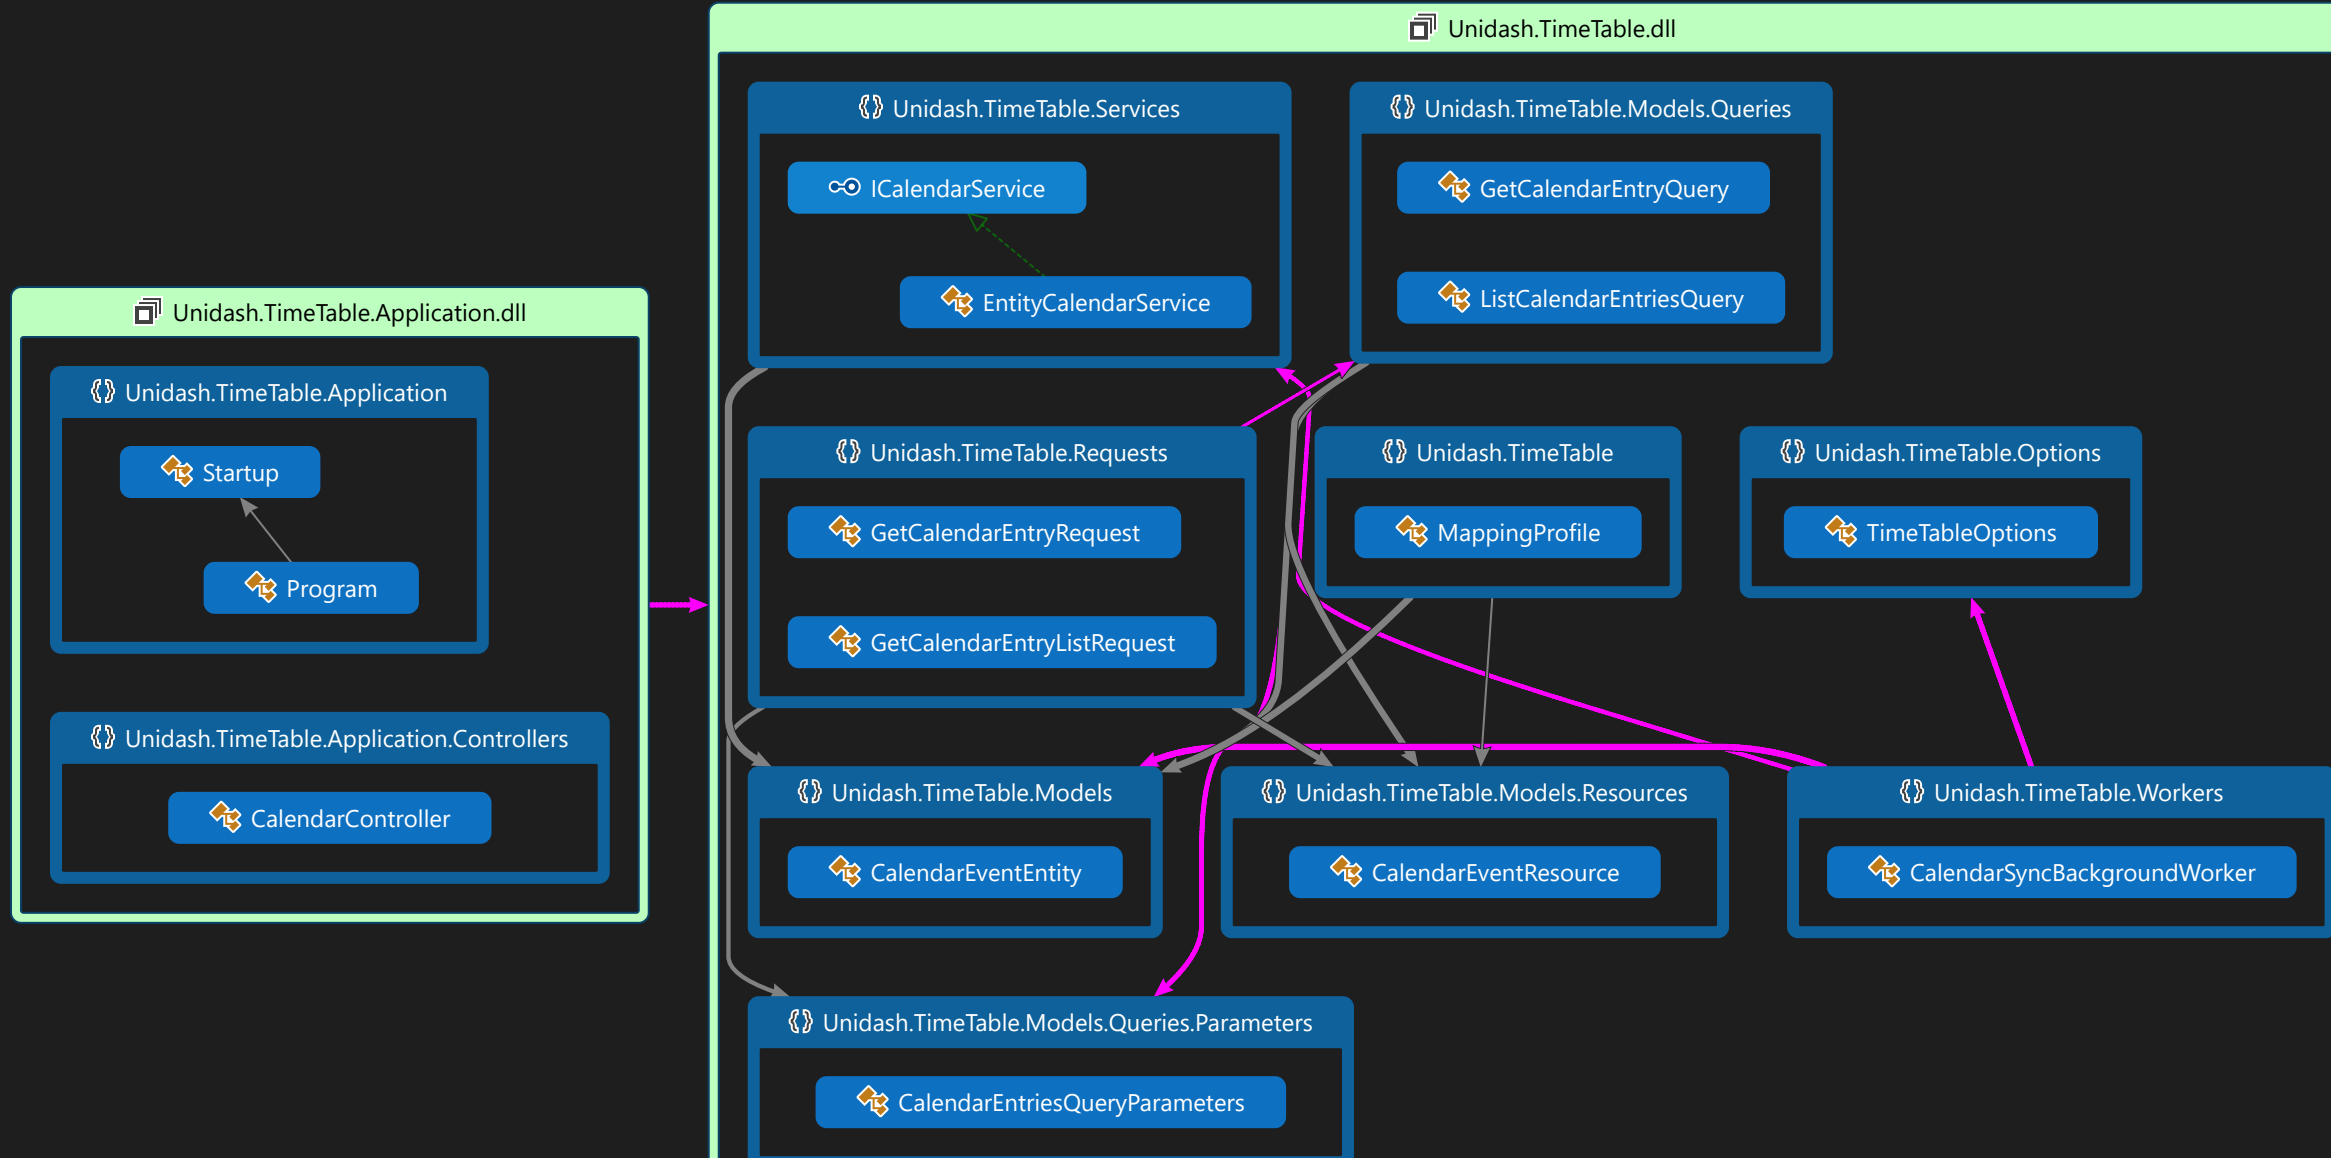 Unidash.TimeTable.Application.dll
Unidash.TimeTable.Application
Startup
Program
Unidash.TimeTable.Application.Controllers
CalendarController
Unidash.TimeTable.dll
Unidash.TimeTable.Services
ICalendarService
EntityCalendarService
Unidash.TimeTable.Models.Queries
GetCalendarEntryQuery
ListCalendarEntriesQuery
Unidash.TimeTable.Requests
GetCalendarEntryRequest
GetCalendarEntryListRequest
Unidash.TimeTable
MappingProfile
Unidash.TimeTable.Options
TimeTableOptions
Unidash.TimeTable.Models
CalendarEventEntity
Unidash.TimeTable.Models.Resources
CalendarEventResource
Unidash.TimeTable.Workers
CalendarSyncBackgroundWorker
Unidash.TimeTable.Models.Queries.Parameters
CalendarEntriesQueryParameters